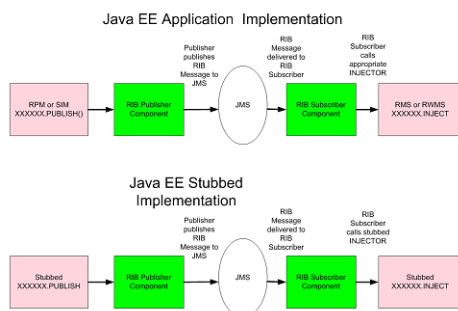 Java EE Application Implementation
Publisher
publishes
RIB
Message to
JMS
RIB
Message
delivered to
RIB
Subscriber
RIB
Subscriber
calls
appropriate
INJECTOR
RPM or SIM
XXXXXX.PUBLISH()
RIB Publisher
Component
JMS
RIB Subscriber
Component
RMS or RWMS
XXXXXX.INJECT
Java EE Stubbed
Implementation
Publisher
publishes
RIB
Message to
JMS
RIB
Message
delivered to
RIB
Subscriber
RIB
Subscriber
calls stubbed
INJECTOR
Stubbed
XXXXXX.PUBLISH
RIB Publisher
Component
JMS
RIB Subscriber
Component
Stubbed
XXXXXX.INJECT